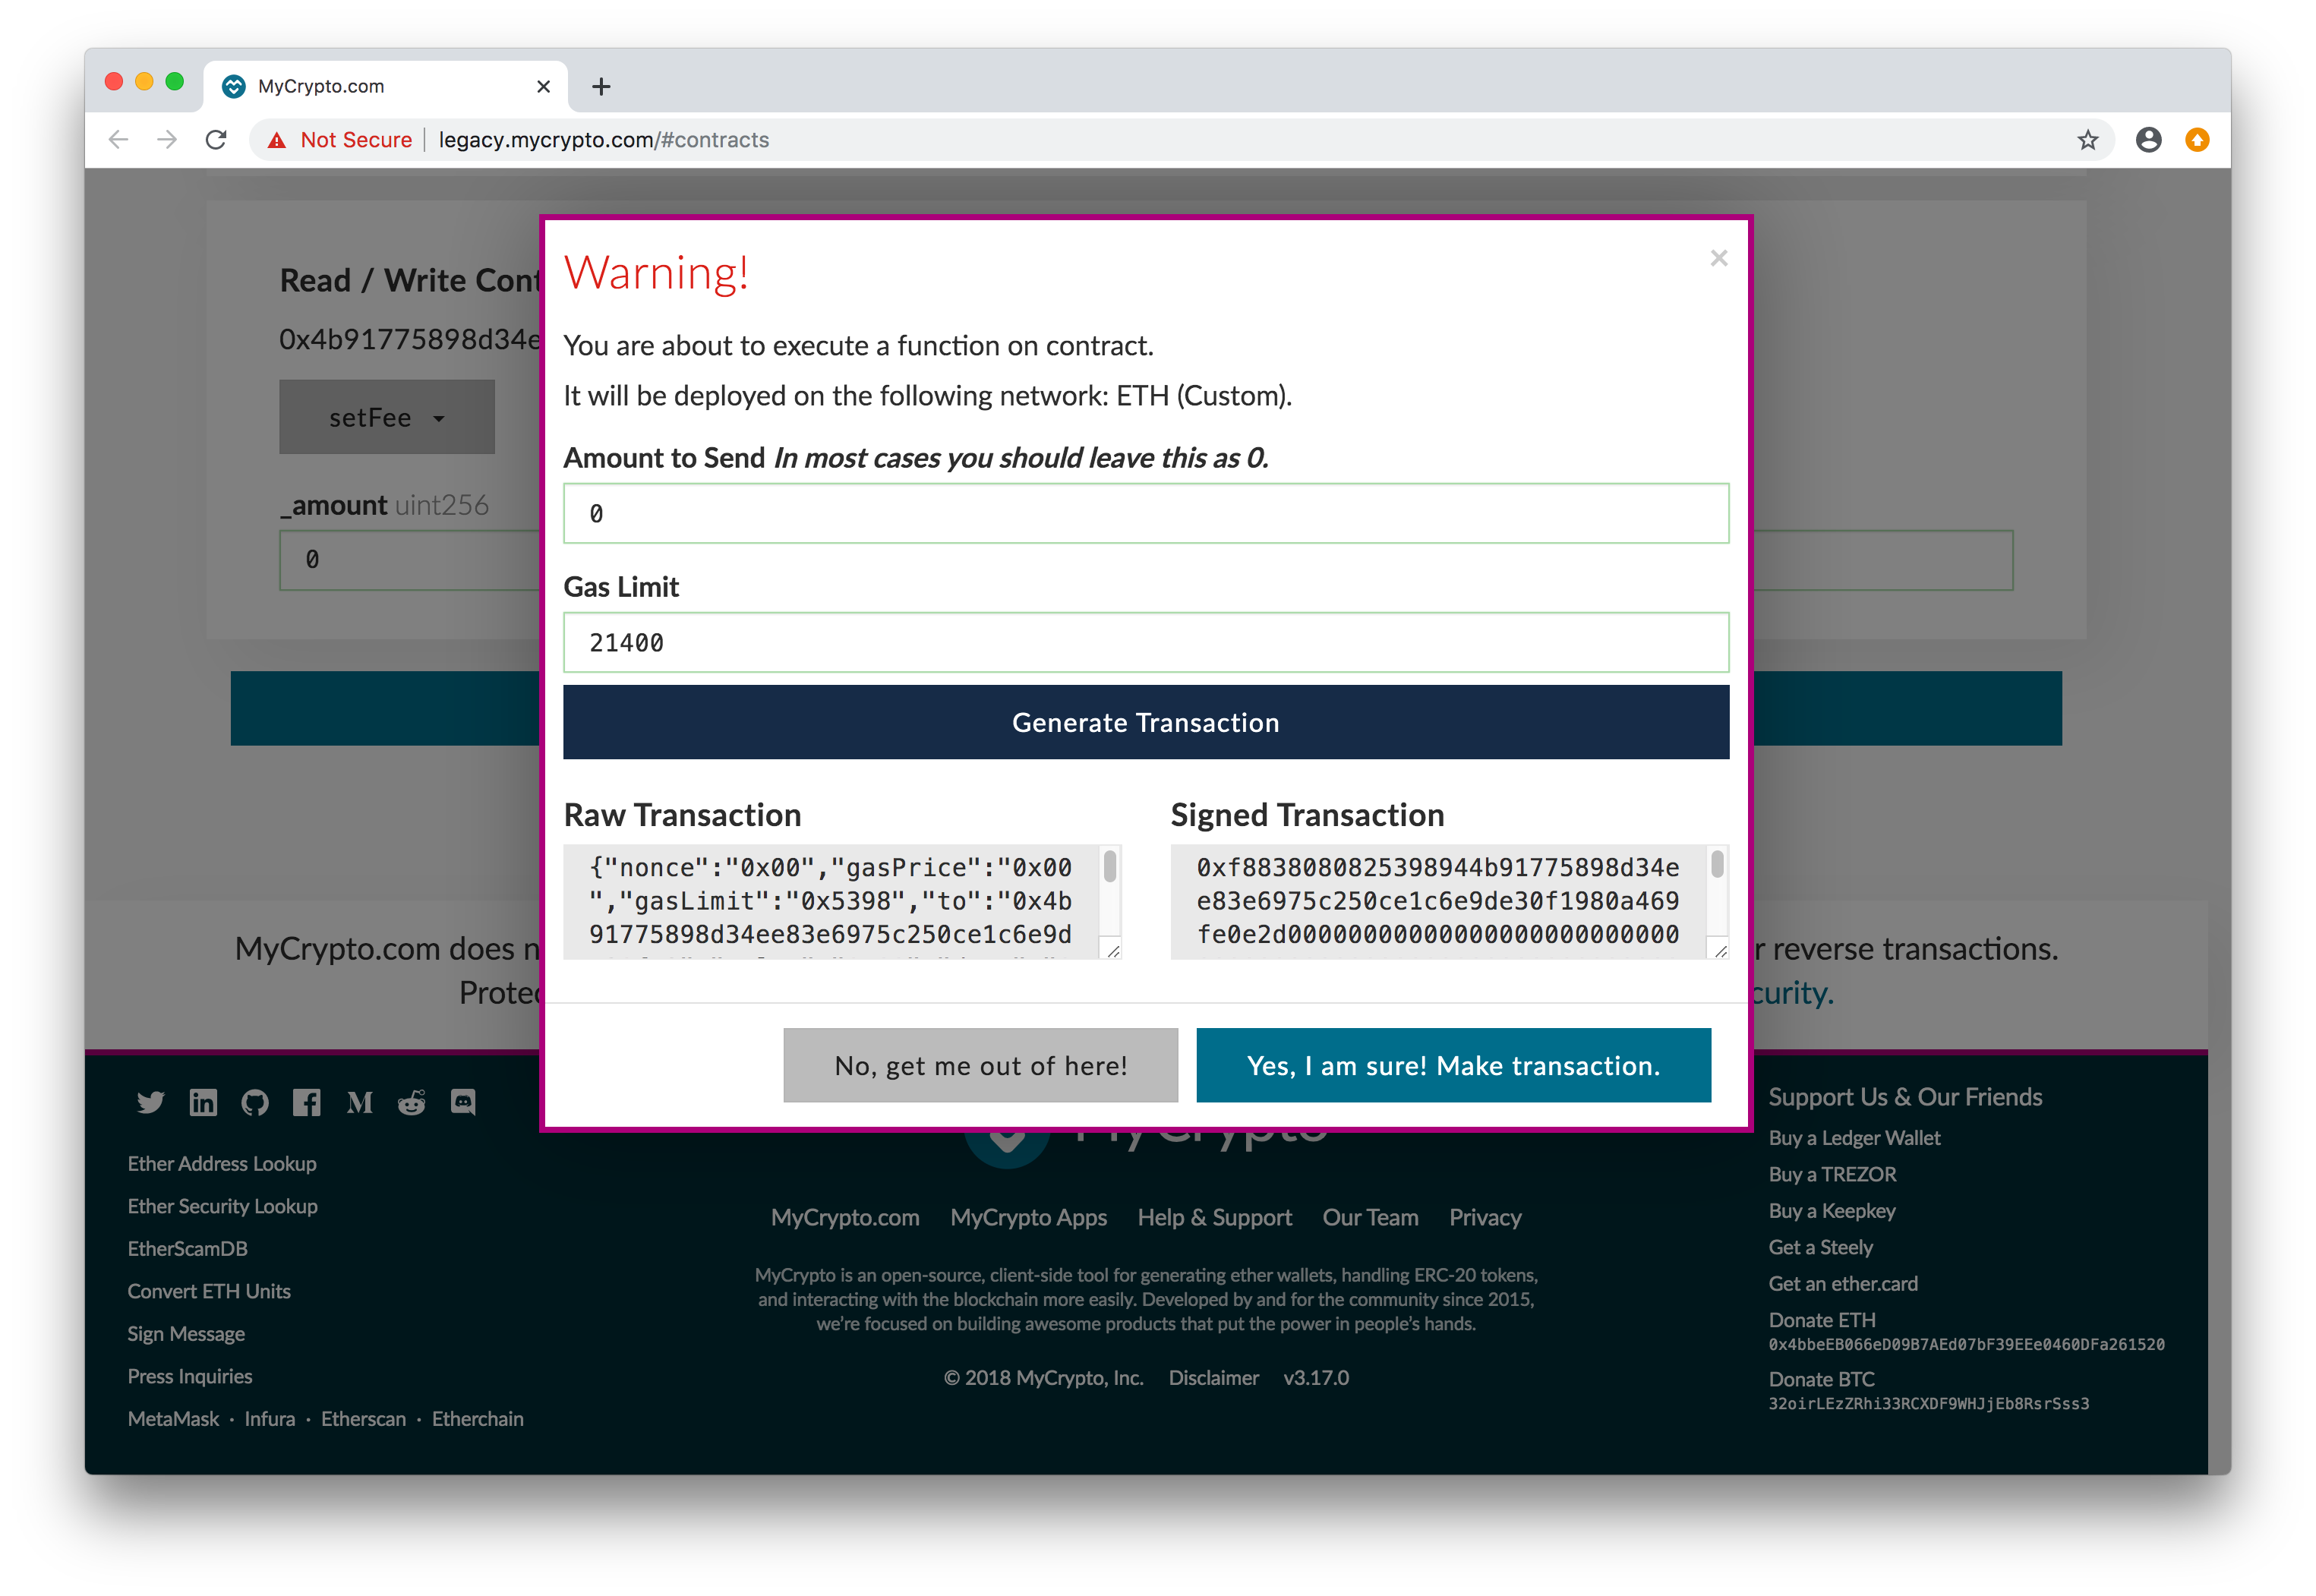 MyCrypto.com
Not Secure legacy.mycrypto.com/#contracts
Read / Write Cont
0x4b91775898d34e
setFee
_amount uint256
0
Warning!
You are about to execute a function on contract.
It will be deployed on the following network: ETH (Custom).
Amount to Send In most cases you should leave this as 0.
0
Gas Limit
21400
Generate Transaction
Raw Transaction
{"nonce":"0x00","gasPrice":"0x00
","gasLimit":"0x5398","to":"0x4b
91775898d34ee83e6975c250ce1c6e9d
Signed Transaction
0xf8838080825398944b91775898d34e
e83e6975c250ce1c6e9de30f1980a469
fe0e2d00000000000000000000000000
No, get me out of here!
Yes, I am sure! Make transaction.
MyCrypto.com does n
r reverse transactions.
Protec
curity.
Ether Address Lookup
Ether Security Lookup
EtherScamDB
Convert ETH Units
Sign Message
Press Inquiries
MetaMask · Infura · Etherscan · Etherchain
MyCrypto
MyCrypto.com MyCrypto Apps Help & Support Our Team Privacy
MyCrypto is an open-source, client-side tool for generating ether wallets, handling ERC-20 tokens,
and interacting with the blockchain more easily. Developed by and for the community since 2015,
we're focused on building awesome products that put the power in people's hands.
© 2018 MyCrypto, Inc. Disclaimer v3.17.0
Support Us & Our Friends
Buy a Ledger Wallet
Buy a TREZOR
Buy a Keepkey
Get a Steely
Get an ether.card
Donate ETH
0x4bbeEB066eD09B7AEd07bF39EEe0460DFa261520
Donate BTC
32oirLEzZRhi33RCXDF9WHJjEb8RsrSss3